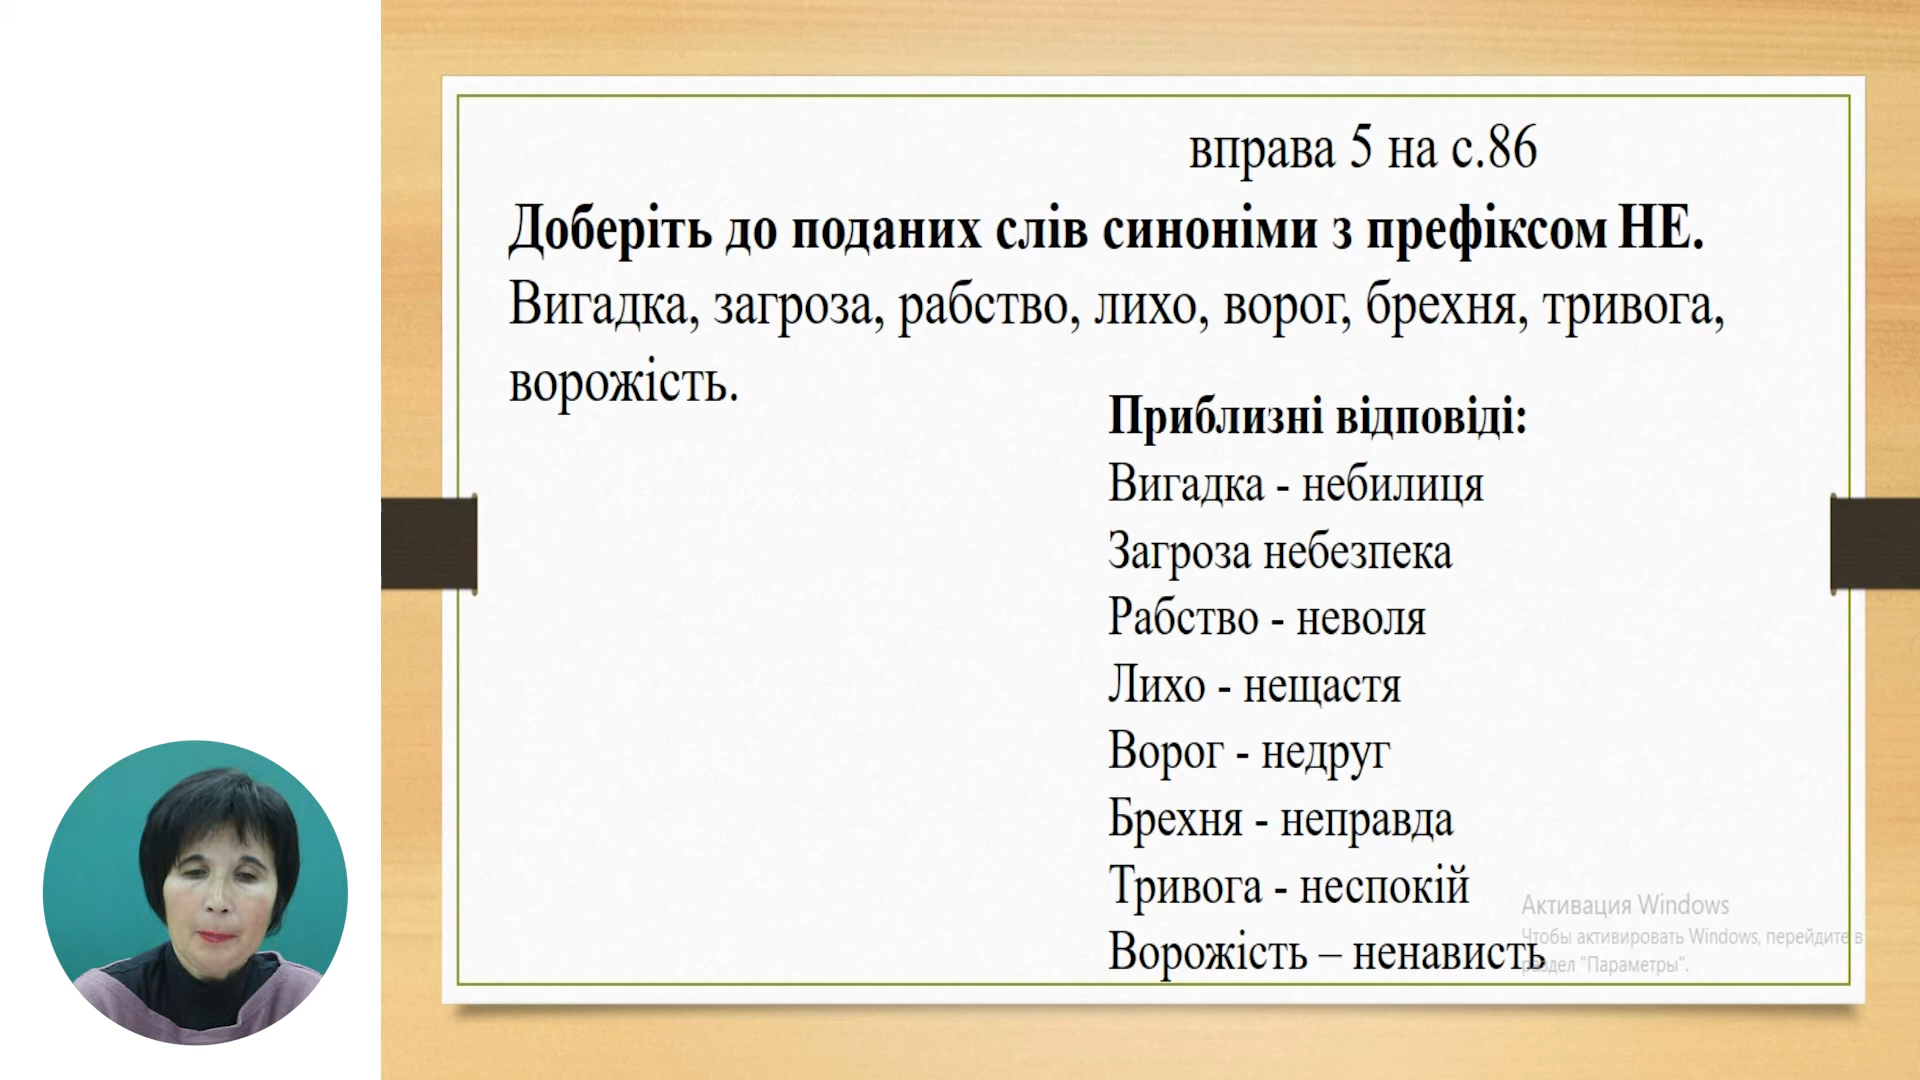 вправа 5 на с.86
Доберіть до поданих слів синоніми з префіксом НЕ.
Вигадка, загроза, рабство, лихо, ворог, брехня, тривога,
ворожість.
Приблизні відповіді:
Вигадка - небилиця
Загроза небезпека
Рабство - неволя
Лихо - нещастя
Ворог - недруг
Брехня - неправда
Тривога - неспокій
Ворожість – ненависть
Активация Windows
Чтобы активировать Windows, перейдите в
раздел "Параметры".